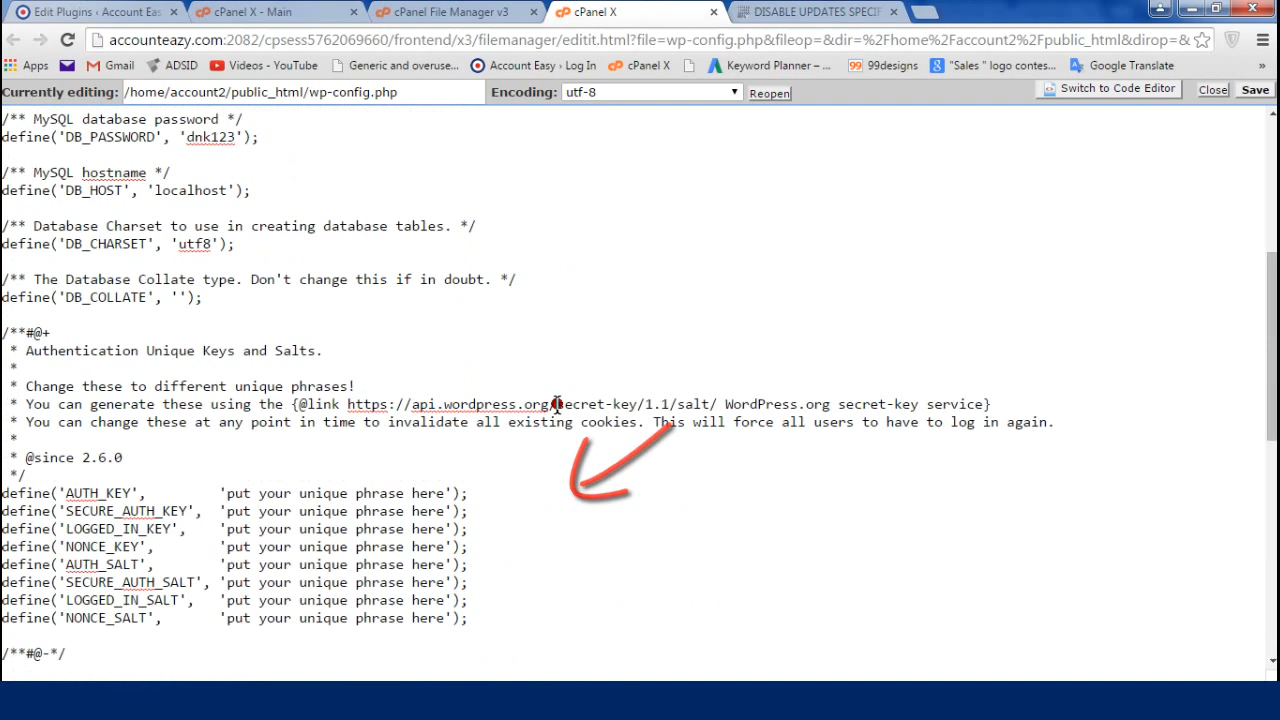 Edit Plugins ‹ Account Eas
cPanel X - Main
cPanel File Manager v3
cPanel X
DISABLE UPDATES SPECIF
accounteazy.com:2082/cpsess5762069660/frontend/x3/filemanager/editit.html?file=wp-config.php&fileop=&dir=%2Fhome%2Faccount2%2Fpublic_html&dirop=&
Apps
Gmail
ADSID
Videos - YouTube
Generic and overuse...
Account Easy › Log In
cPanel X
Keyword Planner – ...
99designs
"Sales " logo contes...
Google Translate
»
Currently editing: /home/account2/public_html/wp-config.php Encoding: utf-8 Reopen Switch to Code Editor Close Save
/** MySQL database password */
define('DB_PASSWORD', 'dnk123');
/** MySQL hostname */
define('DB_HOST', 'localhost');
/** Database Charset to use in creating database tables. */
define('DB_CHARSET', 'utf8');
/** The Database Collate type. Don't change this if in doubt. */
define('DB_COLLATE', '');
/**#@+
* Authentication Unique Keys and Salts.
*
* Change these to different unique phrases!
* You can generate these using the {@link https://api.wordpress.org/secret-key/1.1/salt/ WordPress.org secret-key service}
* You can change these at any point in time to invalidate all existing cookies. This will force all users to have to log in again.
*
* @since 2.6.0
*/
define('AUTH_KEY', 'put your unique phrase here');
define('SECURE_AUTH_KEY', 'put your unique phrase here');
define('LOGGED_IN_KEY', 'put your unique phrase here');
define('NONCE_KEY', 'put your unique phrase here');
define('AUTH_SALT', 'put your unique phrase here');
define('SECURE_AUTH_SALT', 'put your unique phrase here');
define('LOGGED_IN_SALT', 'put your unique phrase here');
define('NONCE_SALT', 'put your unique phrase here');
/**#@-*/